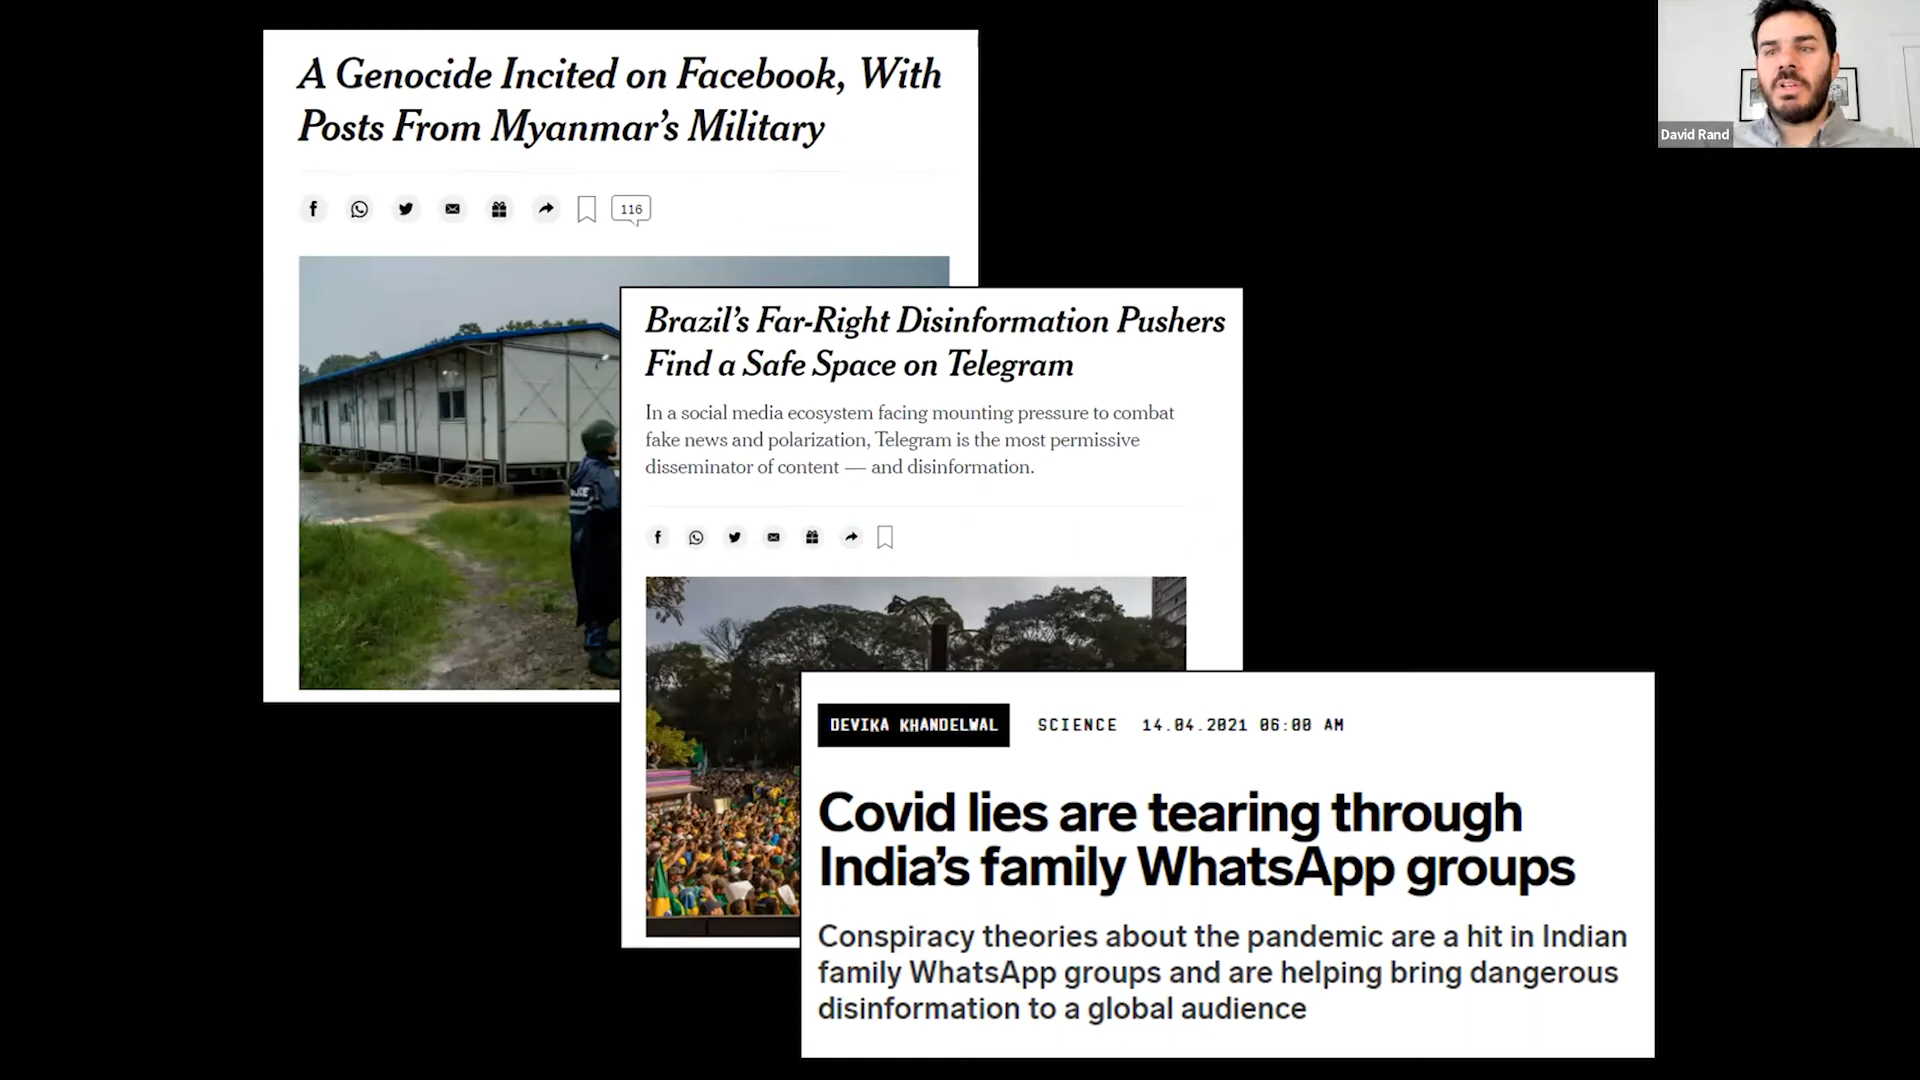 A Genocide Incited on Facebook, With
Posts From Myanmar's Military
116
Brazil's Far-Right Disinformation Pushers
Find a Safe Space on Telegram
In a social media ecosystem facing mounting pressure to combat
fake news and polarization, Telegram is the most permissive
disseminator of content — and disinformation.
DEVIKA KHANDELWAL SCIENCE 14.04.2021 06:00 AM
Covid lies are tearing through
India's family WhatsApp groups
Conspiracy theories about the pandemic are a hit in Indian
family WhatsApp groups and are helping bring dangerous
disinformation to a global audience
David Rand